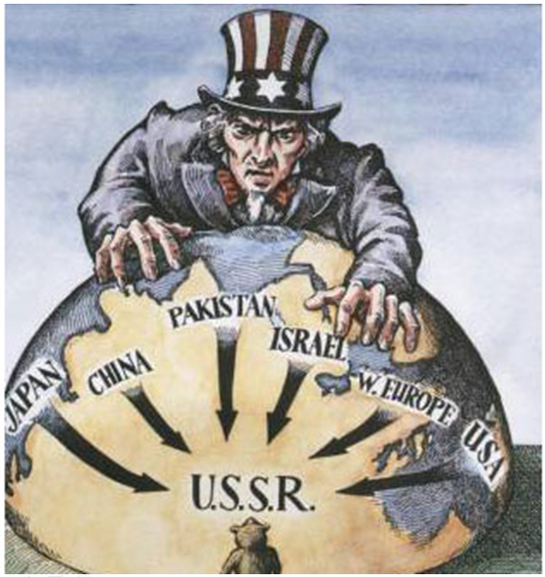 PAKISTAN
ISRAEL
CHINA
JAPAN
W. EUROPE
USA
U.S.S.R.